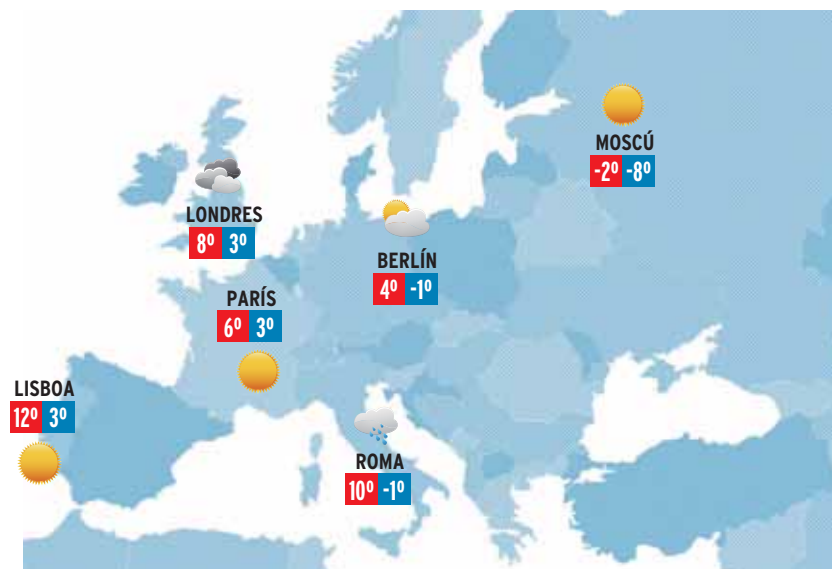 MOSCÚ
-2º -8º
LONDRES
8º 3º
BERLÍN
4º -1º
PARÍS
6º 3º
LISBOA
12º 3º
ROMA
10º -1º